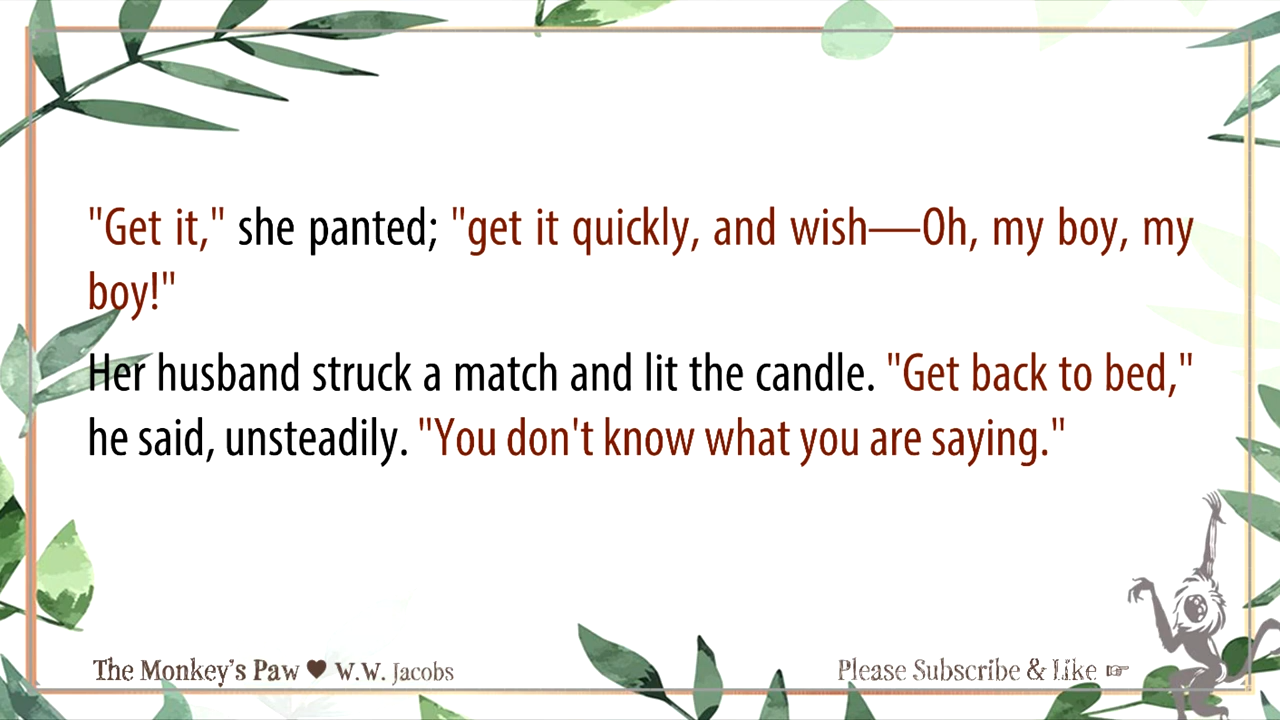 "Get it," she panted; "get it quickly, and wish—Oh, my boy, my
boy!"
Her husband struck a match and lit the candle. "Get back to bed,"
he said, unsteadily. "You don't know what you are saying."
The Monkey's Paw ♥ W.W. Jacobs
Please Subscribe & Like ☞